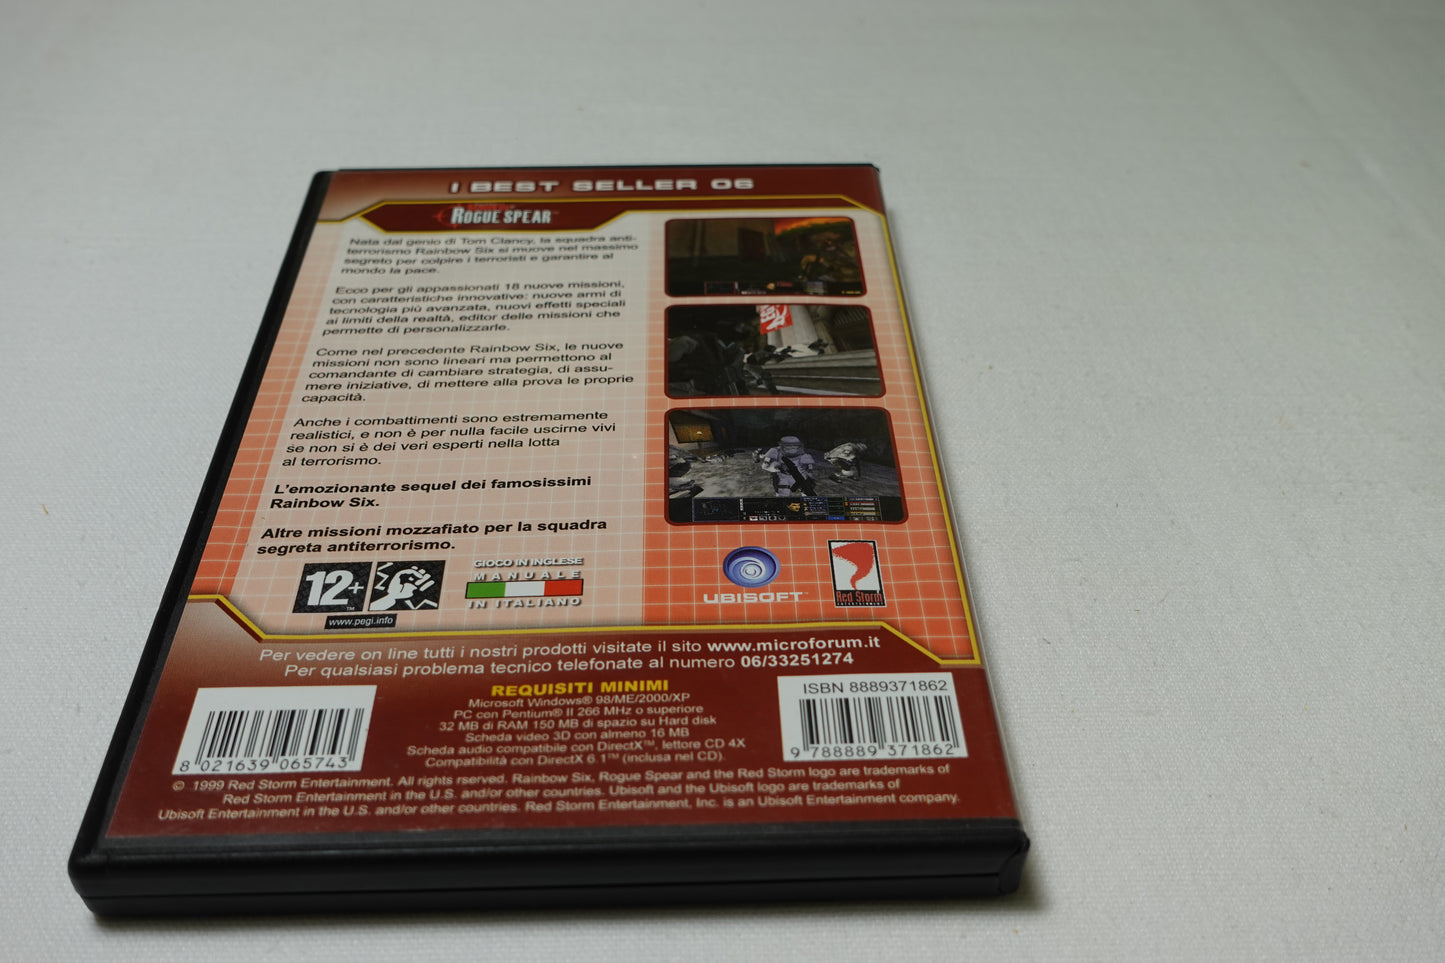 I BEST SELLER 06
ROGUE SPEAR
Nata dal genio di Tom Clancy, la squadra anti-
terrorismo Rainbow Six si muove nel massimo
segreto per colpire i terroristi e garantire al
mondo la pace.
Ecco per gli appassionati 18 nuove missioni,
con caratteristiche innovative: nuove armi di
tecnologia più avanzata, nuovi effetti speciali
ai limiti della realtà, editor delle missioni che
permette di personalizzarle.
Come nel precedente Rainbow Six, le nuove
missioni non sono lineari ma permettono al
comandante di cambiare strategia, di assu-
mere iniziative, di mettere alla prova le proprie
capacità.
Anche i combattimenti sono estremamente
realistici, e non è per nulla facile uscirne vivi
se non si è dei veri esperti nella lotta
al terrorismo.
L'emozionante sequel dei famosissimi
Rainbow Six.
Altre missioni mozzafiato per la squadra
segreta antiterrorismo.
12+
TM
www.pegi.info
GIOCO IN INGLESE
MANUALE
IN ITALIANO
UBISOFT
Red Storm
ENTERTAINMENT
Per vedere on line tutti i nostri prodotti visitate il sito www.microforum.it
Per qualsiasi problema tecnico telefonate al numero 06/33251274
REQUISITI MINIMI
Microsoft Windows® 98/ME/2000/XP
PC con Pentium® II 266 MHz o superiore
32 MB di RAM 150 MB di spazio su Hard disk
Scheda video 3D con almeno 16 MB
Scheda audio compatibile con DirectX™, lettore CD 4X
Compatibilità con DirectX 6.1™ (inclusa nel CD).
8 021639 065743
ISBN 8889371862
9 788889 371862
© 1999 Red Storm Entertainment. All rights rserved. Rainbow Six, Rogue Spear and the Red Storm logo are trademarks of
Red Storm Entertainment in the U.S. and/or other countries. Ubisoft and the Ubisoft logo are trademarks of
Ubisoft Entertainment in the U.S. and/or other countries. Red Storm Entertainment, Inc. is an Ubisoft Entertainment company.